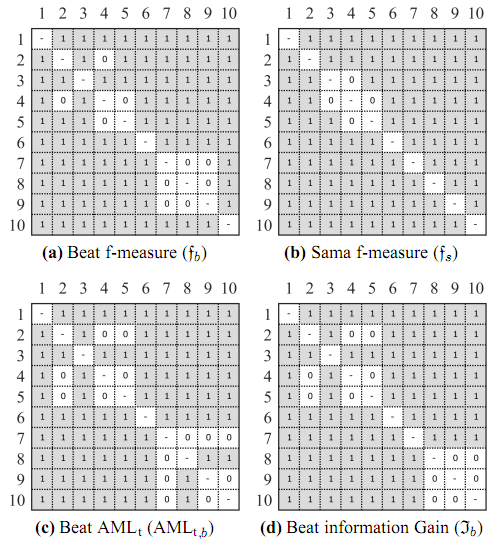 1 2 3 4 5 6 7 8 9 10
1 - 1 1 1 1 1 1 1 1 1
2 1 - 1 0 1 1 1 1 1 1
3 1 1 - 1 1 1 1 1 1 1
4 1 0 1 - 0 1 1 1 1 1
5 1 1 1 0 - 1 1 1 1 1
6 1 1 1 1 1 - 1 1 1 1
7 1 1 1 1 1 1 - 0 0 1
8 1 1 1 1 1 1 0 - 0 1
9 1 1 1 1 1 1 0 0 - 1
10 1 1 1 1 1 1 1 1 1 -
(a) Beat f-measure (𝔣b)
1 2 3 4 5 6 7 8 9 10
1 - 1 1 1 1 1 1 1 1 1
2 1 - 1 1 1 1 1 1 1 1
3 1 1 - 0 1 1 1 1 1 1
4 1 1 0 - 0 1 1 1 1 1
5 1 1 1 0 - 1 1 1 1 1
6 1 1 1 1 1 - 1 1 1 1
7 1 1 1 1 1 1 - 1 1 1
8 1 1 1 1 1 1 1 - 1 1
9 1 1 1 1 1 1 1 1 - 1
10 1 1 1 1 1 1 1 1 1 -
(b) Sama f-measure (𝔣s)
1 2 3 4 5 6 7 8 9 10
1 - 1 1 1 1 1 1 1 1 1
2 1 - 1 0 0 1 1 1 1 1
3 1 1 - 1 1 1 1 1 1 1
4 1 0 1 - 0 1 1 1 1 1
5 1 0 1 0 - 1 1 1 1 1
6 1 1 1 1 1 - 1 1 1 1
7 1 1 1 1 1 1 - 0 0 0
8 1 1 1 1 1 1 0 - 1 1
9 1 1 1 1 1 1 0 1 - 0
10 1 1 1 1 1 1 0 1 0 -
(c) Beat AMLt (AMLt,b)
1 2 3 4 5 6 7 8 9 10
1 - 1 1 1 1 1 1 1 1 1
2 1 - 1 0 0 1 1 1 1 1
3 1 1 - 1 1 1 1 1 1 1
4 1 0 1 - 0 1 1 1 1 1
5 1 0 1 0 - 1 1 1 1 1
6 1 1 1 1 1 - 1 1 1 1
7 1 1 1 1 1 1 - 1 1 1
8 1 1 1 1 1 1 1 - 0 0
9 1 1 1 1 1 1 1 0 - 0
10 1 1 1 1 1 1 1 0 0 -
(d) Beat information Gain (ℑb)